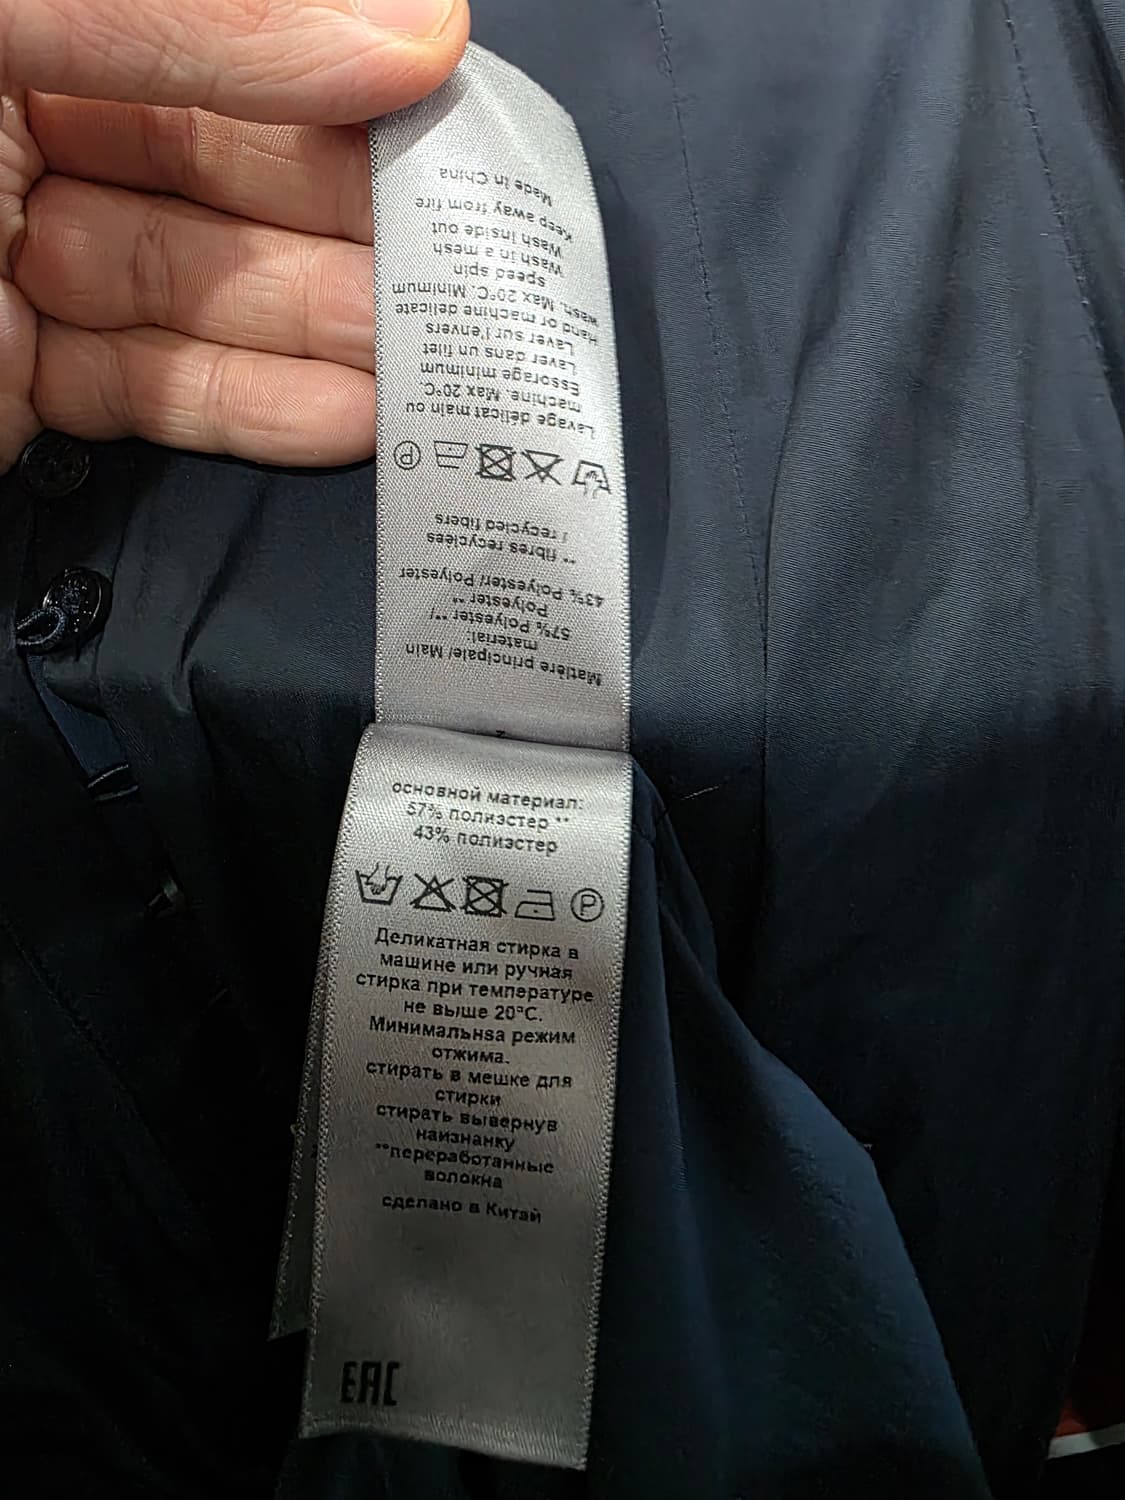 Matière principale/ Main
material:
57% Polyester **/
Polyester **
43% Polyester/ Polyester
** fibres recyclées
/ recycled fibers
P
Lavage délicat main ou
machine. Max 20°C.
Essorage minimum
Laver dans un filet
Laver sur l'envers
Hand or machine delicate
wash, Max 20°C. Minimum
speed spin
Wash in a mesh
Wash inside out
Keep away from fire
Made in China
основной материал:
57% полиэстер **
43% полиэстер
P
Деликатная стирка в
машине или ручная
стирка при температуре
не выше 20°C.
Минимальнsa режим
отжима.
стирать в мешке для
стирки
стирать вывернув
наизнанку
**переработанные
волокна
сделано в Китай
EAC